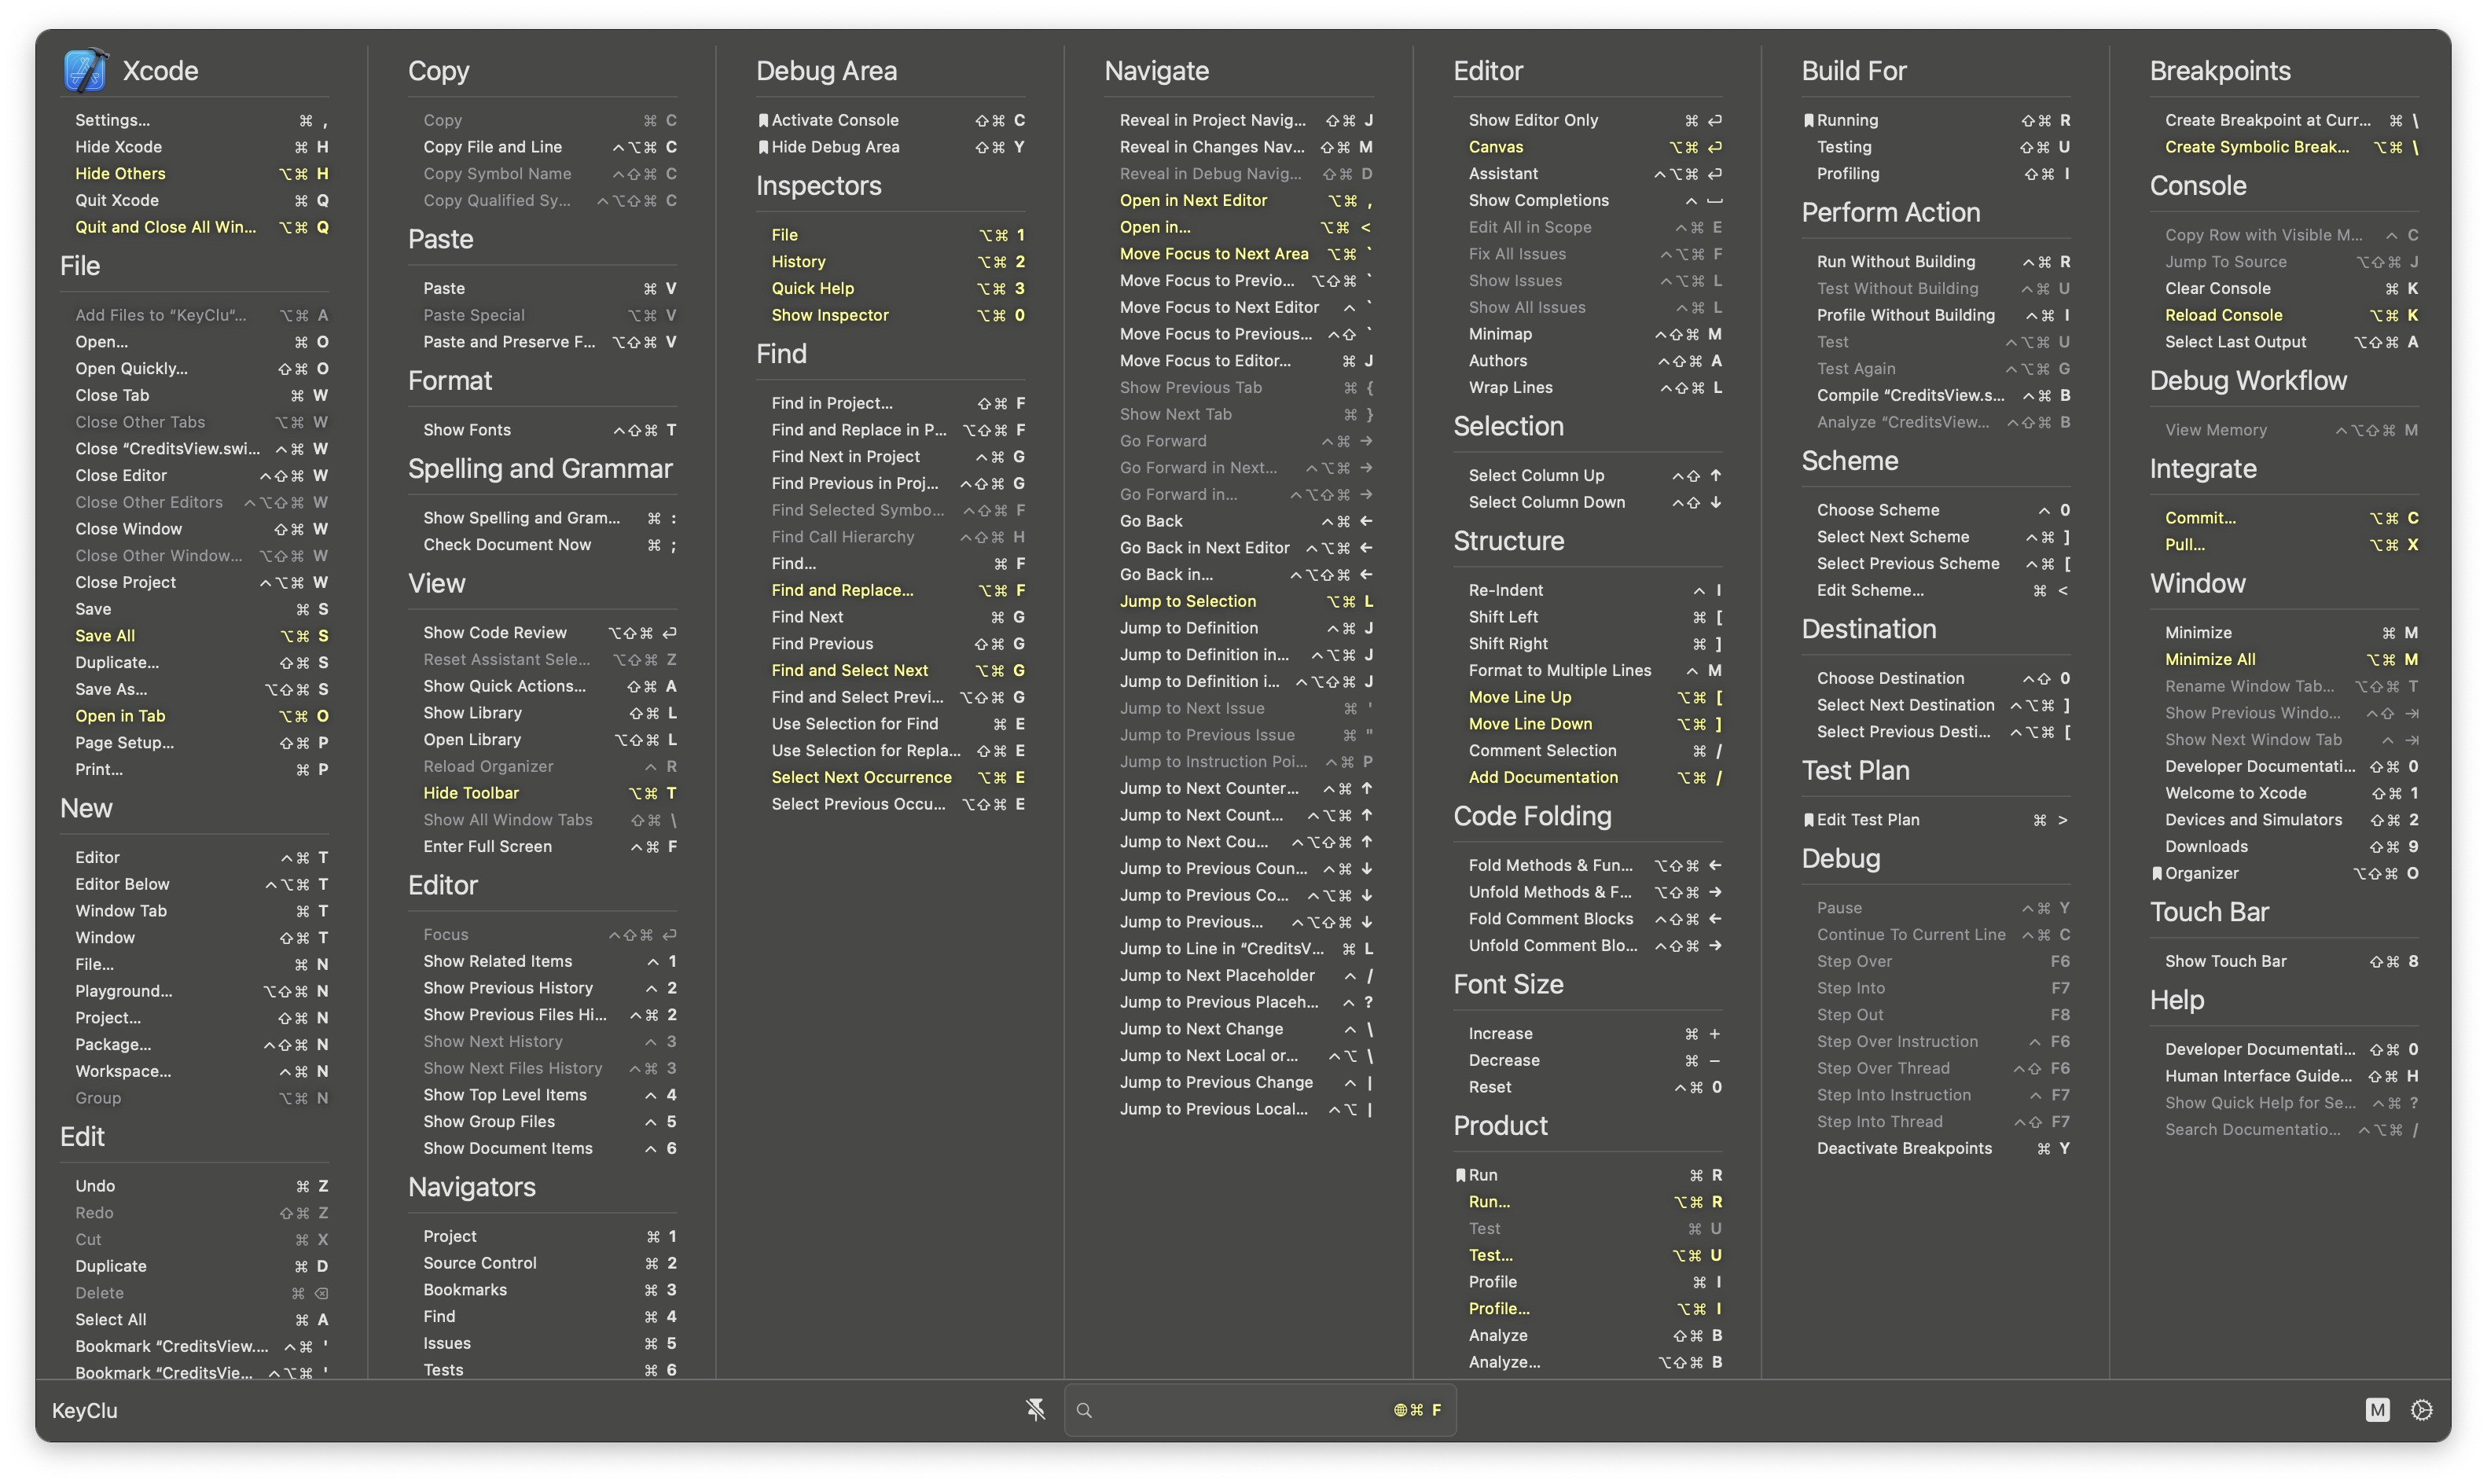 Xcode
Settings... ⌘ ,
Hide Xcode ⌘ H
Hide Others ⌥⌘ H
Quit Xcode ⌘ Q
Quit and Close All Win... ⌥⌘ Q
File
Add Files to “KeyClu”... ⌥⌘ A
Open... ⌘ O
Open Quickly... ⇧⌘ O
Close Tab ⌘ W
Close Other Tabs ⌥⌘ W
Close “CreditsView.swi... ^⌘ W
Close Editor ^⇧⌘ W
Close Other Editors ^⌥⇧⌘ W
Close Window ⇧⌘ W
Close Other Window... ⌥⇧⌘ W
Close Project ^⌥⌘ W
Save ⌘ S
Save All ⌥⌘ S
Duplicate... ⇧⌘ S
Save As... ⌥⇧⌘ S
Open in Tab ⌥⌘ O
Page Setup... ⇧⌘ P
Print... ⌘ P
New
Editor ^⌘ T
Editor Below ^⌥⌘ T
Window Tab ⌘ T
Window ⇧⌘ T
File... ⌘ N
Playground... ⌥⇧⌘ N
Project... ⇧⌘ N
Package... ^⇧⌘ N
Workspace... ^⌘ N
Group ⌥⌘ N
Edit
Undo ⌘ Z
Redo ⇧⌘ Z
Cut ⌘ X
Duplicate ⌘ D
Delete ⌘ ⌫
Select All ⌘ A
Bookmark “CreditsView.... ^⌘ '
Bookmark “CreditsVie... ^⌥⌘ '
Copy
Copy ⌘ C
Copy File and Line ^⌥⌘ C
Copy Symbol Name ^⇧⌘ C
Copy Qualified Sy... ^⌥⇧⌘ C
Paste
Paste ⌘ V
Paste Special ⌥⌘ V
Paste and Preserve F... ⌥⇧⌘ V
Format
Show Fonts ^⇧⌘ T
Spelling and Grammar
Show Spelling and Gram... ⌘ :
Check Document Now ⌘ ;
View
Show Code Review ⌥⇧⌘ ↩
Reset Assistant Sele... ⌥⇧⌘ Z
Show Quick Actions... ⇧⌘ A
Show Library ⇧⌘ L
Open Library ⌥⇧⌘ L
Reload Organizer ^ R
Hide Toolbar ⌥⌘ T
Show All Window Tabs ⇧⌘ \
Enter Full Screen ^⌘ F
Editor
Focus ^⇧⌘ ↩
Show Related Items ^ 1
Show Previous History ^ 2
Show Previous Files Hi... ^⌘ 2
Show Next History ^ 3
Show Next Files History ^⌘ 3
Show Top Level Items ^ 4
Show Group Files ^ 5
Show Document Items ^ 6
Navigators
Project ⌘ 1
Source Control ⌘ 2
Bookmarks ⌘ 3
Find ⌘ 4
Issues ⌘ 5
Tests ⌘ 6
Debug Area
Activate Console ⇧⌘ C
Hide Debug Area ⇧⌘ Y
Inspectors
File ⌥⌘ 1
History ⌥⌘ 2
Quick Help ⌥⌘ 3
Show Inspector ⌥⌘ 0
Find
Find in Project... ⇧⌘ F
Find and Replace in P... ⌥⇧⌘ F
Find Next in Project ^⌘ G
Find Previous in Proj... ^⇧⌘ G
Find Selected Symbo... ^⇧⌘ F
Find Call Hierarchy ^⇧⌘ H
Find... ⌘ F
Find and Replace... ⌥⌘ F
Find Next ⌘ G
Find Previous ⇧⌘ G
Find and Select Next ⌥⌘ G
Find and Select Previ... ⌥⇧⌘ G
Use Selection for Find ⌘ E
Use Selection for Repla... ⇧⌘ E
Select Next Occurrence ⌥⌘ E
Select Previous Occu... ⌥⇧⌘ E
Navigate
Reveal in Project Navig... ⇧⌘ J
Reveal in Changes Nav... ⇧⌘ M
Reveal in Debug Navig... ⇧⌘ D
Open in Next Editor ⌥⌘ ,
Open in... ⌥⌘ <
Move Focus to Next Area ⌥⌘ `
Move Focus to Previo... ⌥⇧⌘ `
Move Focus to Next Editor ^ `
Move Focus to Previous... ^⇧ `
Move Focus to Editor... ⌘ J
Show Previous Tab ⌘ {
Show Next Tab ⌘ }
Go Forward ^⌘ →
Go Forward in Next... ^⌥⌘ →
Go Forward in... ^⌥⇧⌘ →
Go Back ^⌘ ←
Go Back in Next Editor ^⌥⌘ ←
Go Back in... ^⌥⇧⌘ ←
Jump to Selection ⌥⌘ L
Jump to Definition ^⌘ J
Jump to Definition in... ^⌥⌘ J
Jump to Definition i... ^⌥⇧⌘ J
Jump to Next Issue ⌘ '
Jump to Previous Issue ⌘ "
Jump to Instruction Poi... ^⌘ P
Jump to Next Counter... ^⌘ ↑
Jump to Next Count... ^⌥⌘ ↑
Jump to Next Cou... ^⌥⇧⌘ ↑
Jump to Previous Coun... ^⌘ ↓
Jump to Previous Co... ^⌥⌘ ↓
Jump to Previous... ^⌥⇧⌘ ↓
Jump to Line in “CreditsV... ⌘ L
Jump to Next Placeholder ^ /
Jump to Previous Placeh... ^ ?
Jump to Next Change ^ \
Jump to Next Local or... ^⌥ \
Jump to Previous Change ^ |
Jump to Previous Local... ^⌥ |
Editor
Show Editor Only ⌘ ↩
Canvas ⌥⌘ ↩
Assistant ^⌥⌘ ↩
Show Completions ^ ⎵
Edit All in Scope ^⌘ E
Fix All Issues ^⌥⌘ F
Show Issues ^⌥⌘ L
Show All Issues ^⌘ L
Minimap ^⇧⌘ M
Authors ^⇧⌘ A
Wrap Lines ^⇧⌘ L
Selection
Select Column Up ^⇧ ↑
Select Column Down ^⇧ ↓
Structure
Re-Indent ^ I
Shift Left ⌘ [
Shift Right ⌘ ]
Format to Multiple Lines ^ M
Move Line Up ⌥⌘ [
Move Line Down ⌥⌘ ]
Comment Selection ⌘ /
Add Documentation ⌥⌘ /
Code Folding
Fold Methods & Fun... ⌥⇧⌘ ←
Unfold Methods & F... ⌥⇧⌘ →
Fold Comment Blocks ^⇧⌘ ←
Unfold Comment Blo... ^⇧⌘ →
Font Size
Increase ⌘ +
Decrease ⌘ −
Reset ^⌘ 0
Product
Run ⌘ R
Run... ⌥⌘ R
Test ⌘ U
Test... ⌥⌘ U
Profile ⌘ I
Profile... ⌥⌘ I
Analyze ⇧⌘ B
Analyze... ⌥⇧⌘ B
Build For
Running ⇧⌘ R
Testing ⇧⌘ U
Profiling ⇧⌘ I
Perform Action
Run Without Building ^⌘ R
Test Without Building ^⌘ U
Profile Without Building ^⌘ I
Test ^⌥⌘ U
Test Again ^⌥⌘ G
Compile “CreditsView.s... ^⌘ B
Analyze “CreditsView... ^⇧⌘ B
Scheme
Choose Scheme ^ 0
Select Next Scheme ^⌘ ]
Select Previous Scheme ^⌘ [
Edit Scheme... ⌘ <
Destination
Choose Destination ^⇧ 0
Select Next Destination ^⌥⌘ ]
Select Previous Desti... ^⌥⌘ [
Test Plan
Edit Test Plan ⌘ >
Debug
Pause ^⌘ Y
Continue To Current Line ^⌘ C
Step Over F6
Step Into F7
Step Out F8
Step Over Instruction ^ F6
Step Over Thread ^⇧ F6
Step Into Instruction ^ F7
Step Into Thread ^⇧ F7
Deactivate Breakpoints ⌘ Y
Breakpoints
Create Breakpoint at Curr... ⌘ \
Create Symbolic Break... ⌥⌘ \
Console
Copy Row with Visible M... ^ C
Jump To Source ⌥⇧⌘ J
Clear Console ⌘ K
Reload Console ⌥⌘ K
Select Last Output ⌥⇧⌘ A
Debug Workflow
View Memory ^⌥⇧⌘ M
Integrate
Commit... ⌥⌘ C
Pull... ⌥⌘ X
Window
Minimize ⌘ M
Minimize All ⌥⌘ M
Rename Window Tab... ⌥⇧⌘ T
Show Previous Windo... ^⇧ ⇥
Show Next Window Tab ^ ⇥
Developer Documentati... ⇧⌘ 0
Welcome to Xcode ⇧⌘ 1
Devices and Simulators ⇧⌘ 2
Downloads ⇧⌘ 9
Organizer ⌥⇧⌘ O
Touch Bar
Show Touch Bar ⇧⌘ 8
Help
Developer Documentati... ⇧⌘ 0
Human Interface Guide... ⇧⌘ H
Show Quick Help for Se... ^⌘ ?
Search Documentatio... ^⌥⌘ /
KeyClu
⌘ F
M